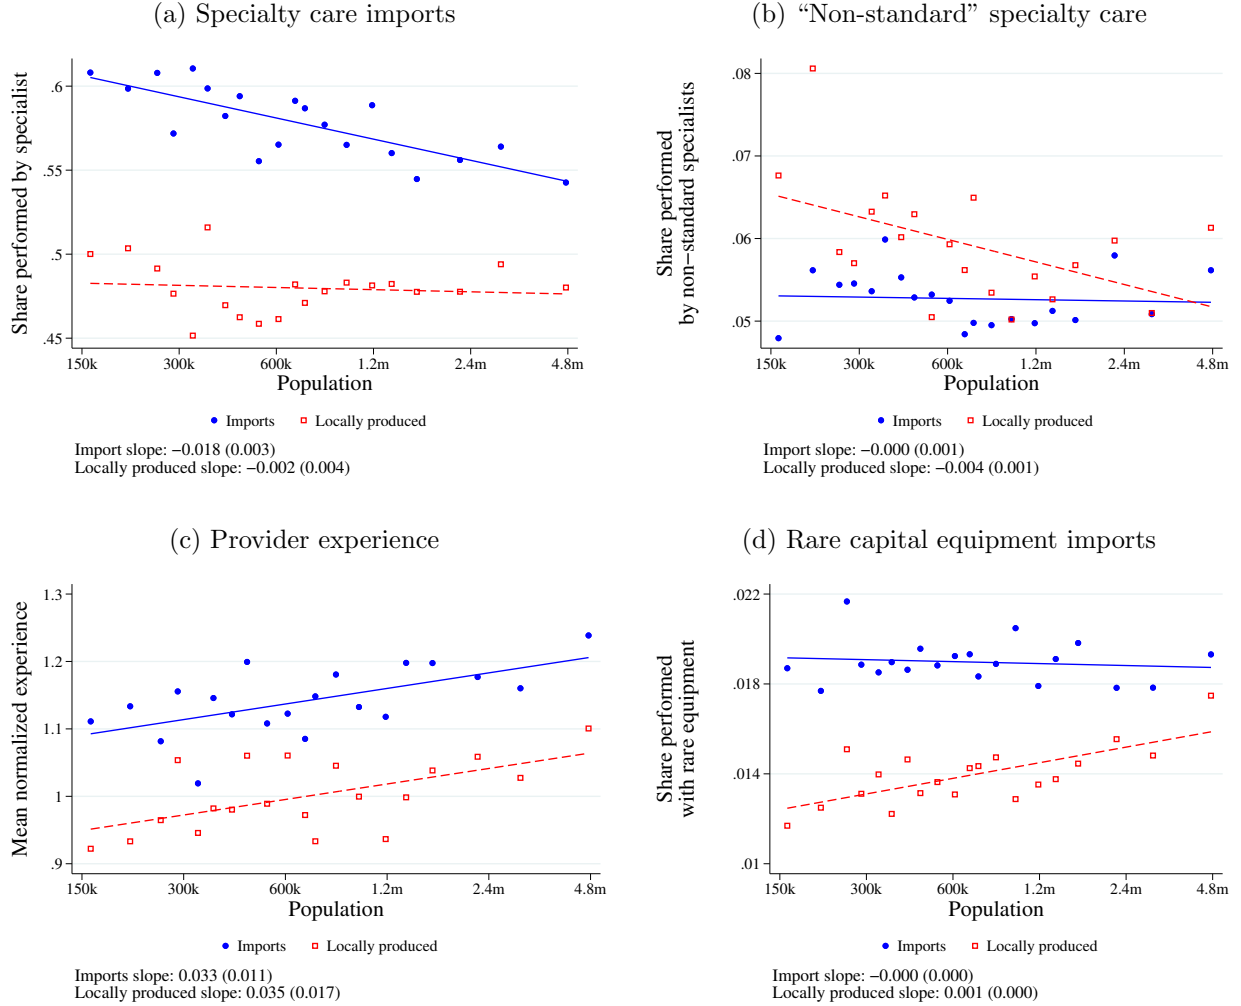 (a) Specialty care imports
Share performed by specialist
.6
.55
.5
.45
150k 300k 600k 1.2m 2.4m 4.8m
Population
Imports Locally produced
Import slope: −0.018 (0.003)
Locally produced slope: −0.002 (0.004)
(b) “Non-standard” specialty care
Share performed
by non−standard specialists
.08
.07
.06
.05
150k 300k 600k 1.2m 2.4m 4.8m
Population
Imports Locally produced
Import slope: −0.000 (0.001)
Locally produced slope: −0.004 (0.001)
(c) Provider experience
Mean normalized experience
1.3
1.2
1.1
1
.9
150k 300k 600k 1.2m 2.4m 4.8m
Population
Imports Locally produced
Imports slope: 0.033 (0.011)
Locally produced slope: 0.035 (0.017)
(d) Rare capital equipment imports
Share performed
with rare equipment
.022
.018
.014
.01
150k 300k 600k 1.2m 2.4m 4.8m
Population
Imports Locally produced
Import slope: −0.000 (0.000)
Locally produced slope: 0.001 (0.000)